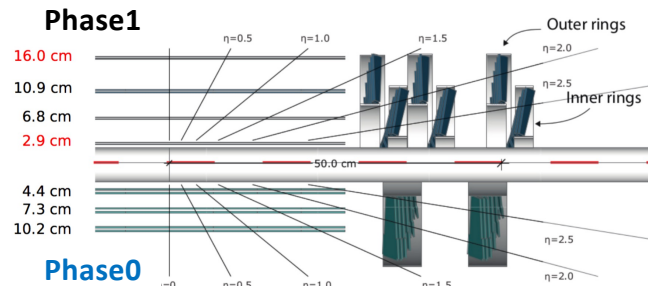 Phase1
Outer rings
16.0 cm
η=0.5
η=1.0
η=1.5
η=2.0
10.9 cm
η=2.5
Inner rings
6.8 cm
2.9 cm
50.0 cm
4.4 cm
7.3 cm
10.2 cm
η=2.5
Phase0
η=0
η=0.5
η=1.0
η=1.5
η=2.0